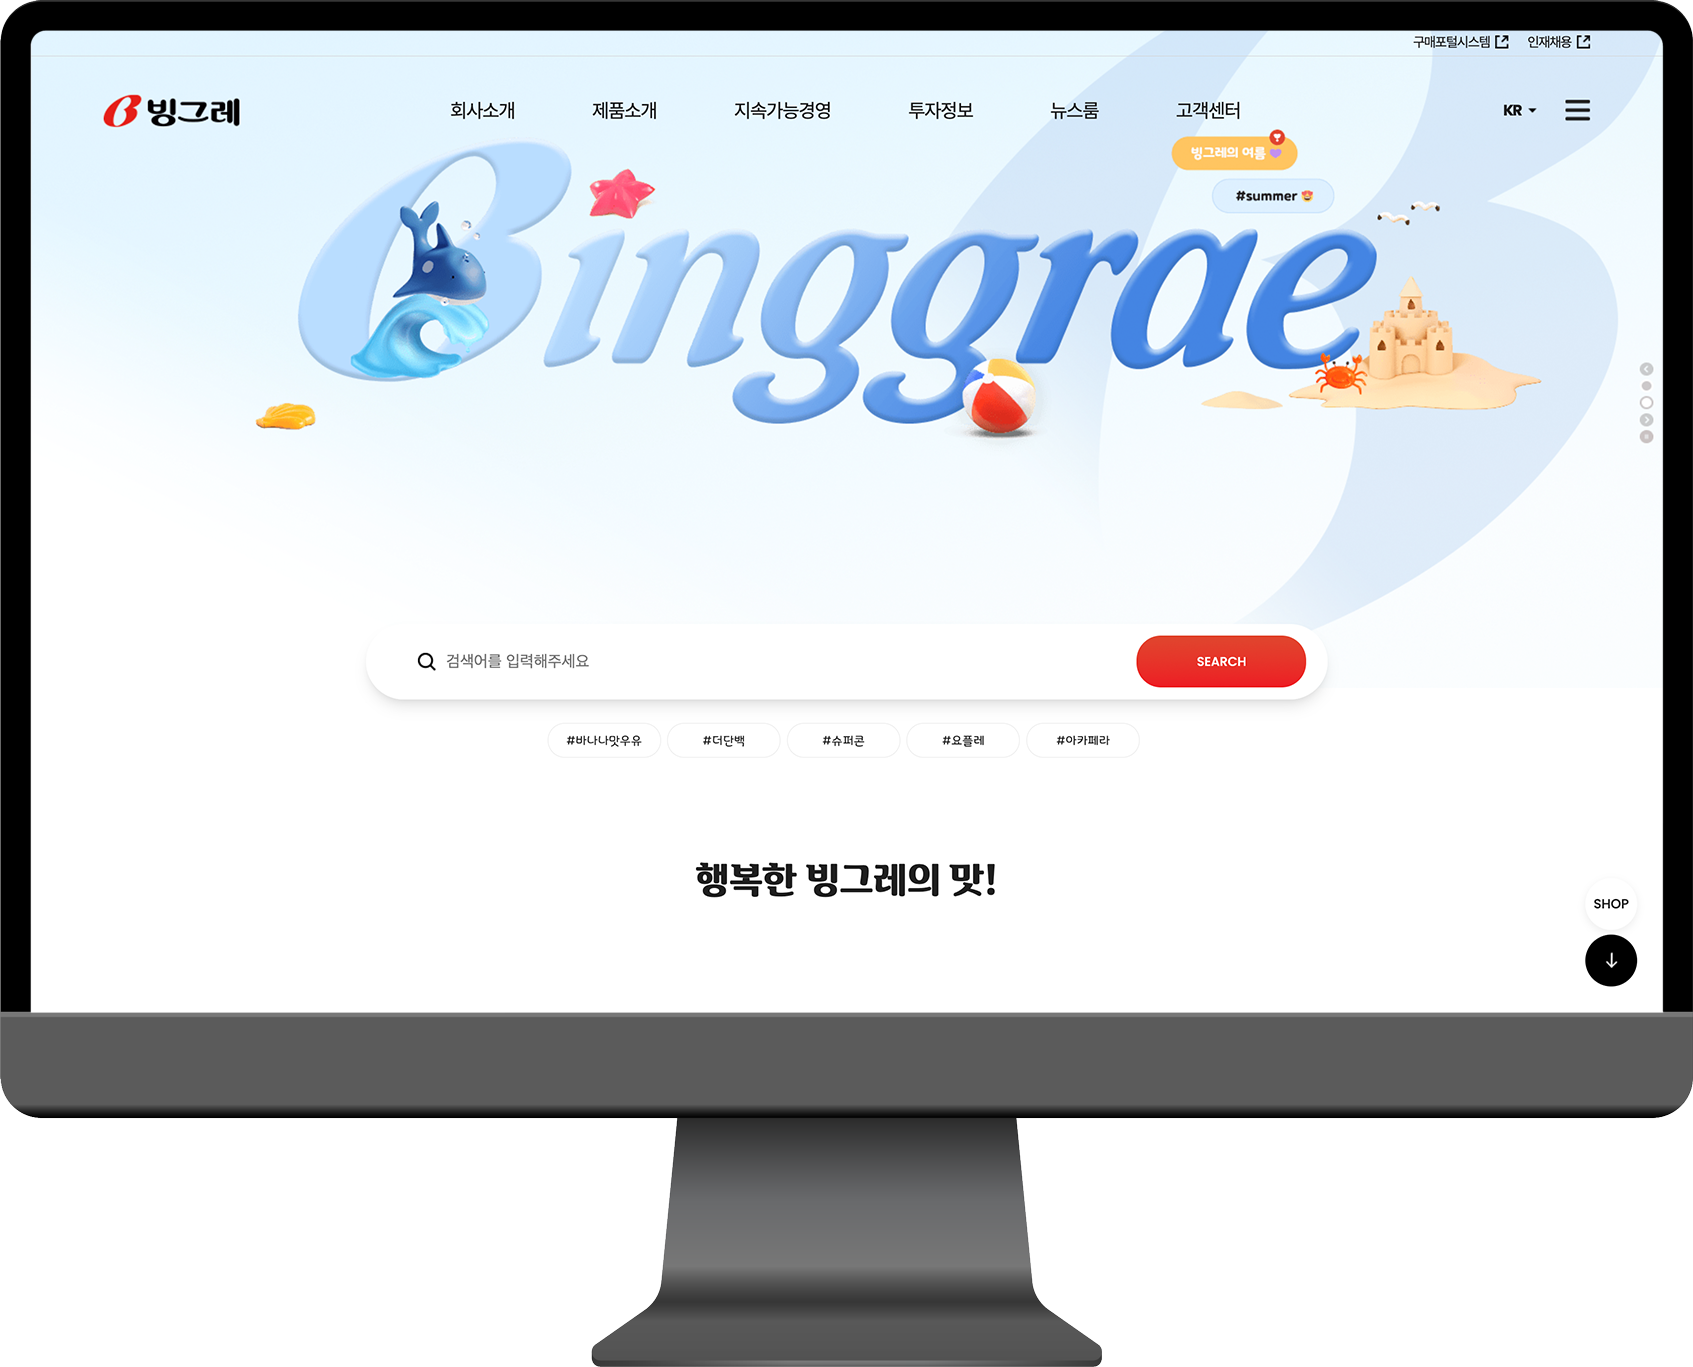 구매포털시스템 인재채용
빙그레 회사소개 제품소개 지속가능경영 투자정보 뉴스룸 고객센터 KR
빙그레의 여름
#summer
Binggrae
검색어를 입력해주세요 SEARCH
#바나나맛우유 #더단백 #슈퍼콘 #요플레 #아카페라
행복한 빙그레의 맛!
SHOP